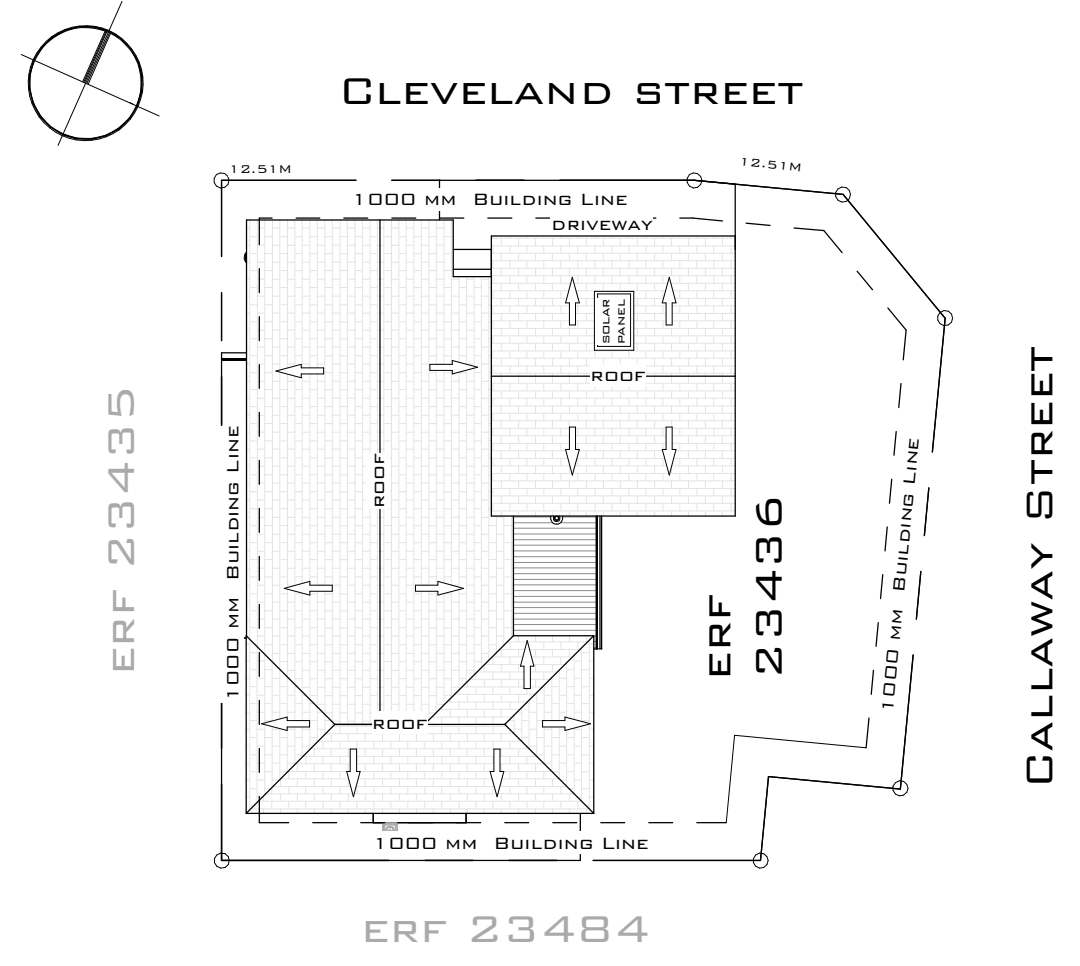 CLEVELAND STREET
12.51M
12.51M
1000 MM BUILDING LINE
DRIVEWAY
SOLAR
PANEL
ROOF
ROOF
ROOF
1000 MM BUILDING LINE
1000 MM BUILDING LINE
1000 MM BUILDING LINE
ERF 23435
ERF
23436
CALLAWAY STREET
ERF 23484